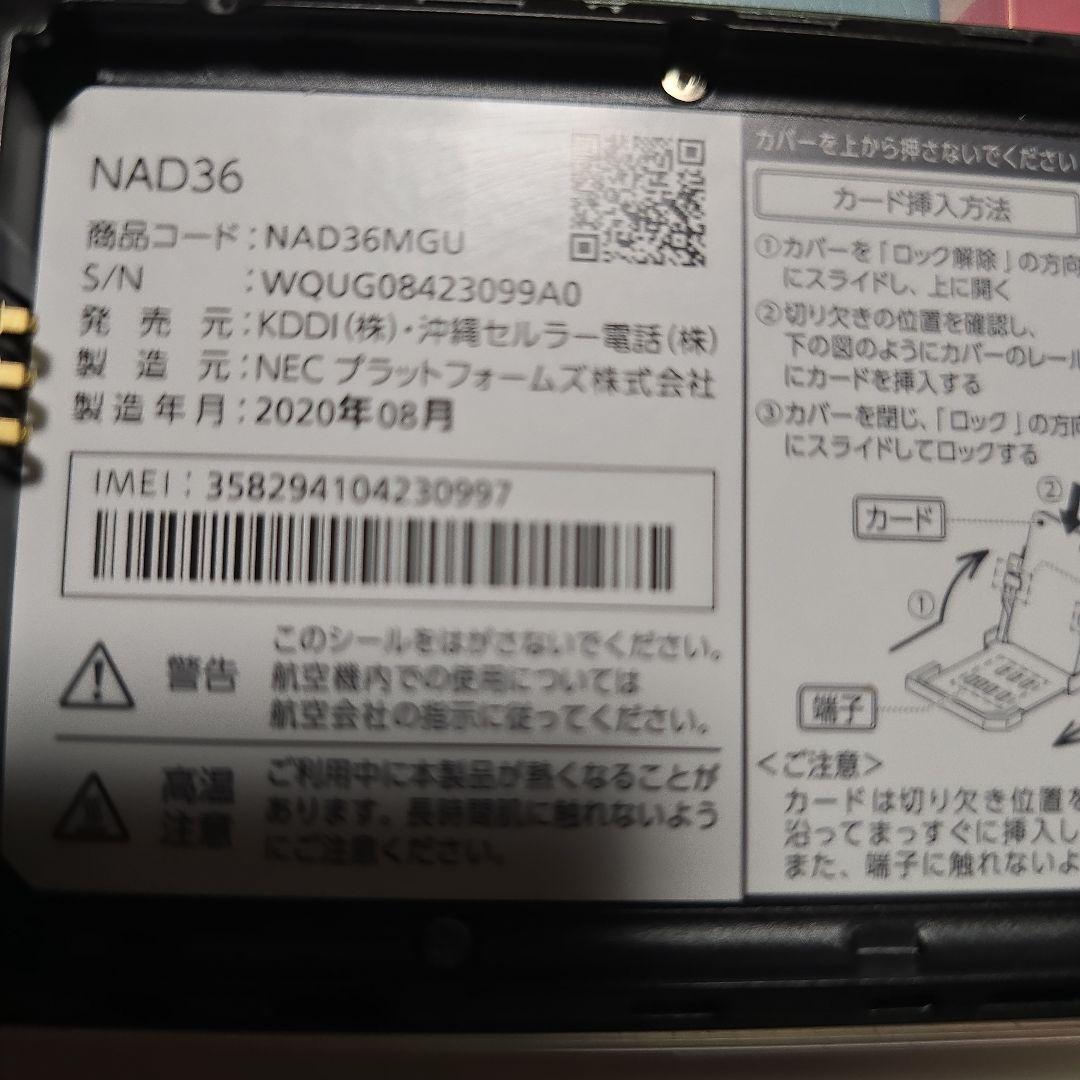 NAD36
商品コード:NAD36MGU
S/N :WQUG08423099A0
発売元:KDDI(株)・沖縄セルラー電話(株)
製造元:NECプラットフォームズ株式会社
製造年月:2020年08月
IMEI:358294104230997
警告
このシールをはがさないでください。
航空機内での使用については
航空会社の指示に従ってください。
高温
注意
ご利用中に本製品が熱くなることが
あります。長時間肌に触れないよう
にご注意ください。
カバーを上から押さないでください
カード挿入方法
①カバーを「ロック解除」の方向
にスライドし、上に開く
②切り欠きの位置を確認し、
下の図のようにカバーのレール
にカードを挿入する
③カバーを閉じ、「ロック」の方向
にスライドしてロックする
②
カード
①
端子
<ご注意>
カードは切り欠き位置を
沿ってまっすぐに挿入し
また、端子に触れないよ